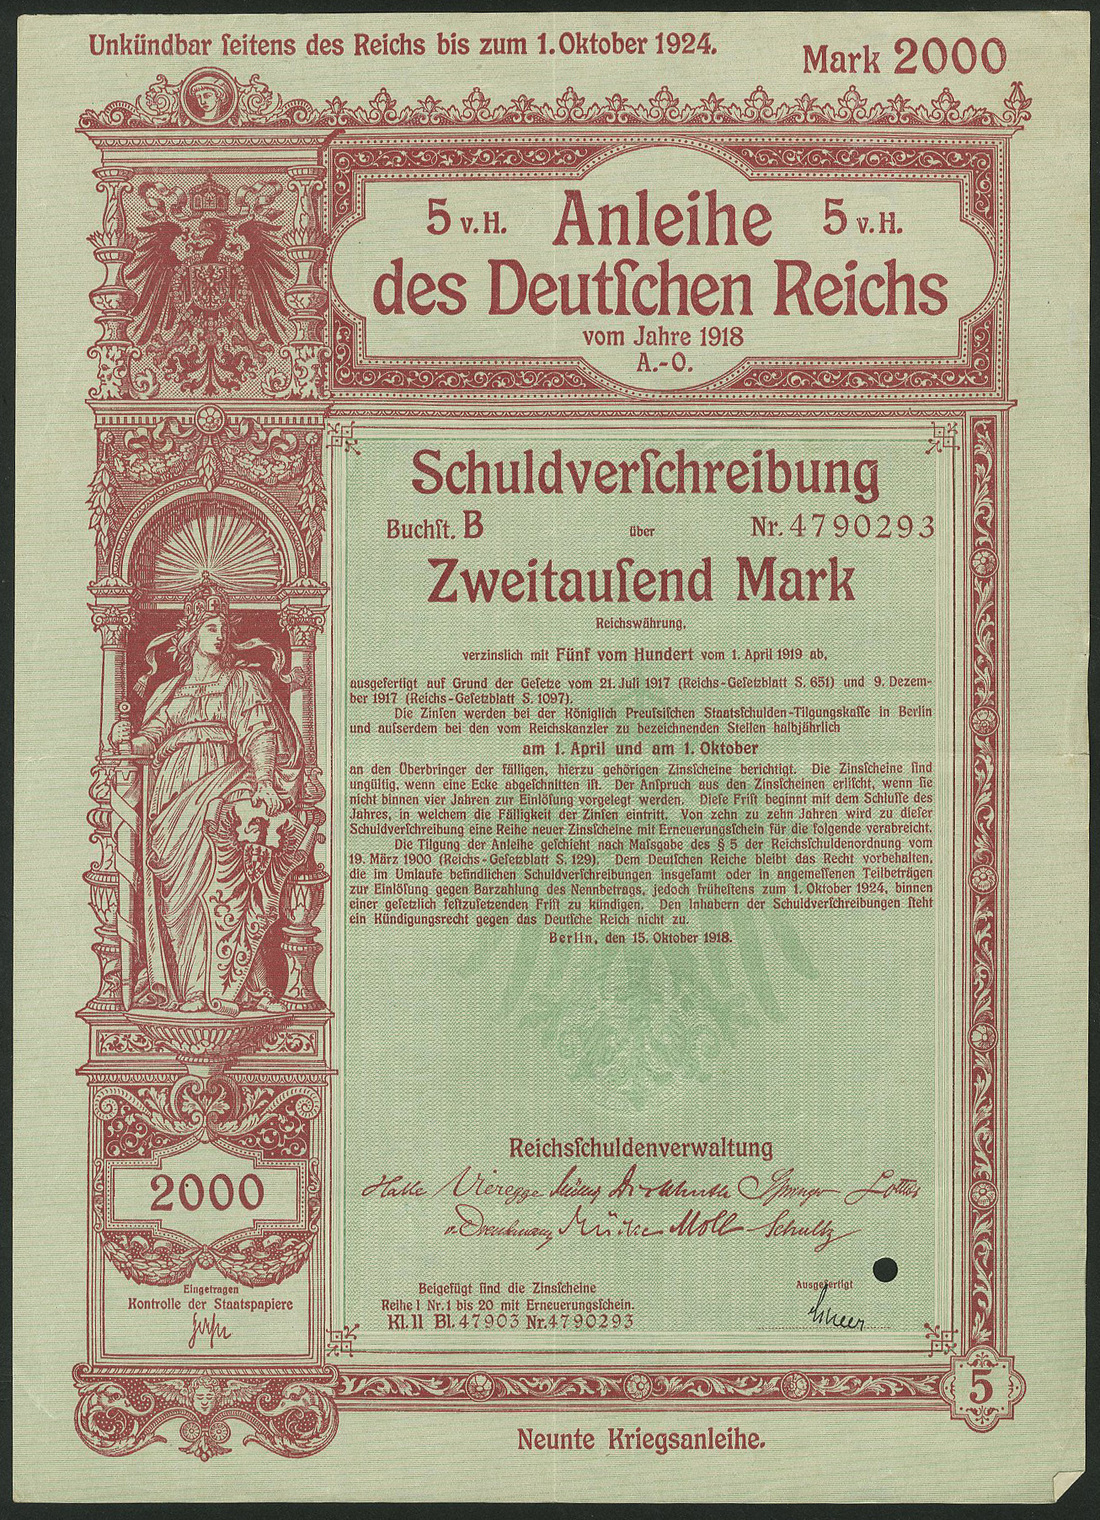 Unkündbar ſeitens des Reichs bis zum 1. Oktober 1924.
Mark 2000
5 v. H. Anleihe 5 v. H.
des Deutſchen Reichs
vom Jahre 1918
A.-O.
Schuldverſchreibung
Buchſt. B über Nr. 4790293
Zweitauſend Mark
Reichswährung,
verzinslich mit Fünf vom Hundert vom 1. April 1919 ab,
ausgefertigt auf Grund der Geſetze vom 21. Juli 1917 (Reichs-Geſetzblatt S. 651) und 9. Dezem-
ber 1917 (Reichs-Geſetzblatt S. 1097).
Die Zinſen werden bei der Königlich Preuſsiſchen Staatsſchulden-Tilgungskaſſe in Berlin
und auſserdem bei den vom Reichskanzler zu bezeichnenden Stellen halbjährlich
am 1. April und am 1. Oktober
an den Überbringer der fälligen, hierzu gehörigen Zinsſcheine berichtigt. Die Zinsſcheine ſind
ungültig, wenn eine Ecke abgeſchnitten iſt. Der Anſpruch aus den Zinsſcheinen erliſcht, wenn ſie
nicht binnen vier Jahren zur Einlöſung vorgelegt werden. Dieſe Friſt beginnt mit dem Schluſſe des
Jahres, in welchem die Fälligkeit der Zinſen eintritt. Von zehn zu zehn Jahren wird zu dieſer
Schuldverſchreibung eine Reihe neuer Zinsſcheine mit Erneuerungsſchein für die folgende verabreicht.
Die Tilgung der Anleihe geſchieht nach Maſsgabe des § 5 der Reichsſchuldenordnung vom
19. März 1900 (Reichs-Geſetzblatt S. 129). Dem Deutſchen Reiche bleibt das Recht vorbehalten,
die im Umlaufe befindlichen Schuldverſchreibungen insgeſamt oder in angemeſſenen Teilbeträgen
zur Einlöſung gegen Barzahlung des Nennbetrags, jedoch früheſtens zum 1. Oktober 1924, binnen
einer geſetzlich feſtzuſetzenden Friſt zu kündigen. Den Inhabern der Schuldverſchreibungen ſteht
ein Kündigungsrecht gegen das Deutſche Reich nicht zu.
Berlin, den 15. Oktober 1918.
Reichsſchuldenverwaltung
Halle Vieregge Müller Springer
Mücke Moll Schultz
2000
Eingetragen
Kontrolle der Staatspapiere
Beigefügt ſind die Zinsſcheine
Reihe I Nr. 1 bis 20 mit Erneuerungsſchein.
Kl. 11 Bl. 47903 Nr. 4790293
Ausgefertigt
5
Neunte Kriegsanleihe.